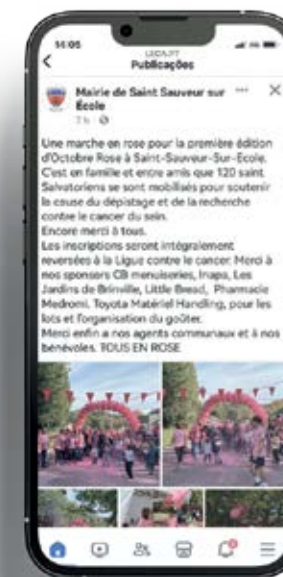 14:05
Publicações
Mairie de Saint Sauveur sur
École
7 h
Une marche en rose pour la première édition
d'Octobre Rose à Saint-Sauveur-Sur-Ecole.
C'est en famille et entre amis que 120 saint
Salvatoriens se sont mobilisés pour soutenir
la cause du dépistage et de la recherche
contre le cancer du sein.
Encore merci à tous.
Les inscriptions seront intégralement
reversées à la Ligue contre le cancer. Merci à
nos sponsors CB menuiseries, Inapa, Les
Jardins de Brinville, Little Bread, Pharmacie
Medromi, Toyota Matériel Handling, pour les
lots et l'organisation du goûter.
Merci enfin a nos agents communaux et à nos
bénévoles. TOUS EN ROSE